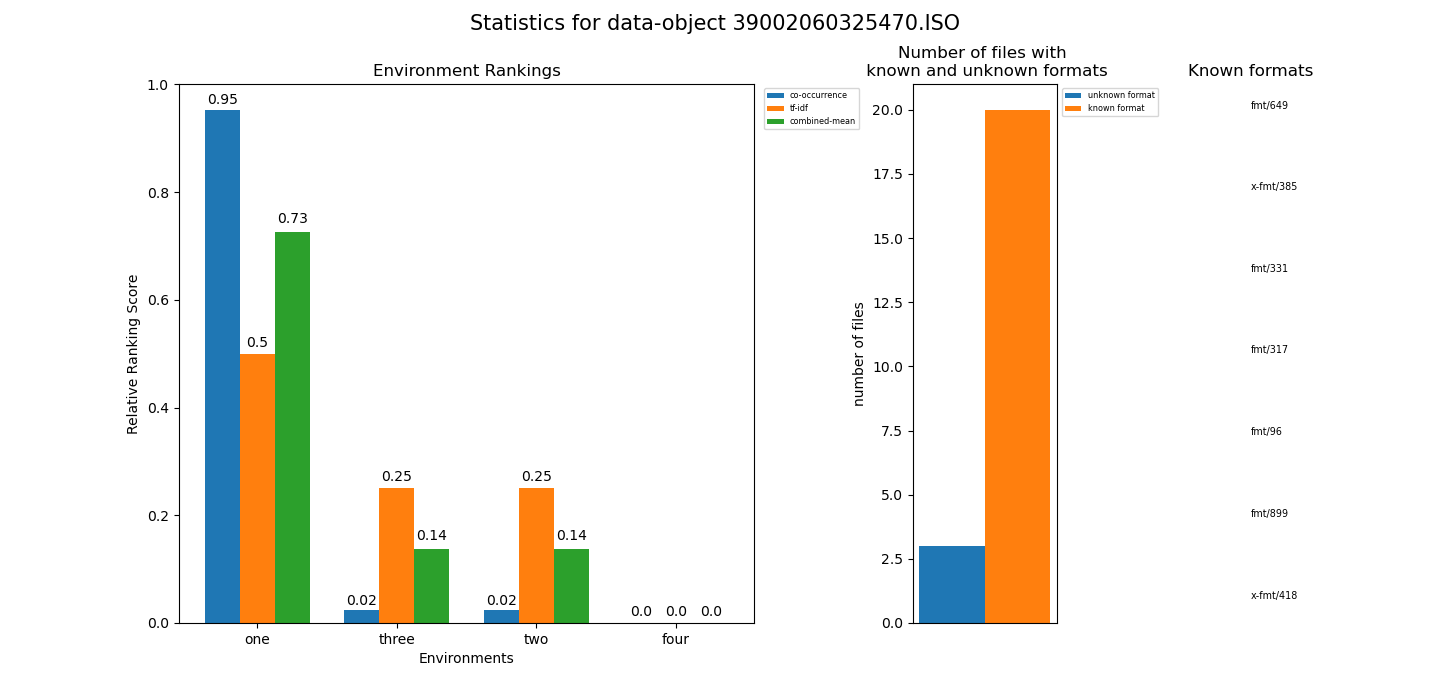 Statistics for data-object 39002060325470.ISO
Environment Rankings
1.0
0.8
0.6
0.4
0.2
0.0
Relative Ranking Score
0.95
0.5
0.73
0.02
0.25
0.14
0.02
0.25
0.14
0.0 0.0 0.0
one three two four
Environments
co-occurrence
tf-idf
combined-mean
Number of files with
known and unknown formats
20.0
17.5
15.0
12.5
10.0
7.5
5.0
2.5
0.0
number of files
unknown format
known format
Known formats
fmt/649
x-fmt/385
fmt/331
fmt/317
fmt/96
fmt/899
x-fmt/418